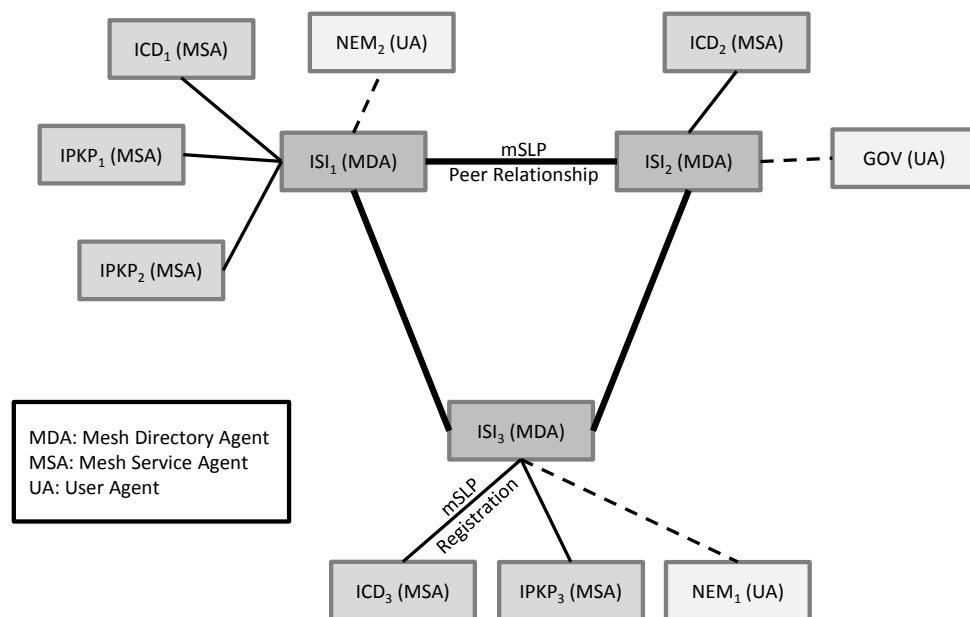 ICD₁ (MSA)
NEM₂ (UA)
ICD₂ (MSA)
IPKP₁ (MSA)
ISI₁ (MDA)
mSLP
Peer Relationship
ISI₂ (MDA)
GOV (UA)
IPKP₂ (MSA)
MDA: Mesh Directory Agent
MSA: Mesh Service Agent
UA: User Agent
ISI₃ (MDA)
mSLP
Registration
ICD₃ (MSA)
IPKP₃ (MSA)
NEM₁ (UA)